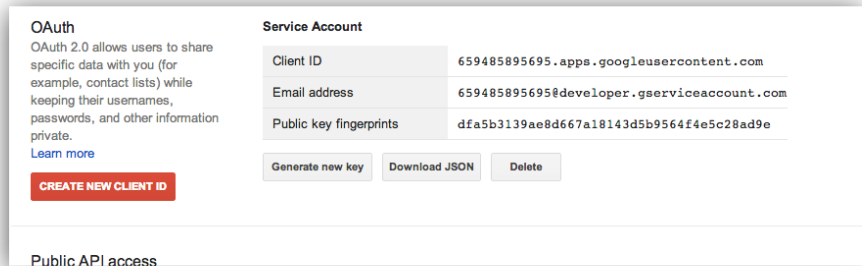 OAuth
OAuth 2.0 allows users to share
specific data with you (for
example, contact lists) while
keeping their usernames,
passwords, and other information
private.
Learn more
CREATE NEW CLIENT ID
Service Account
Client ID 659485895695.apps.googleusercontent.com
Email address 659485895695@developer.gserviceaccount.com
Public key fingerprints dfa5b3139ae8d667a18143d5b9564f4e5c28ad9e
Generate new key Download JSON Delete
Public API access